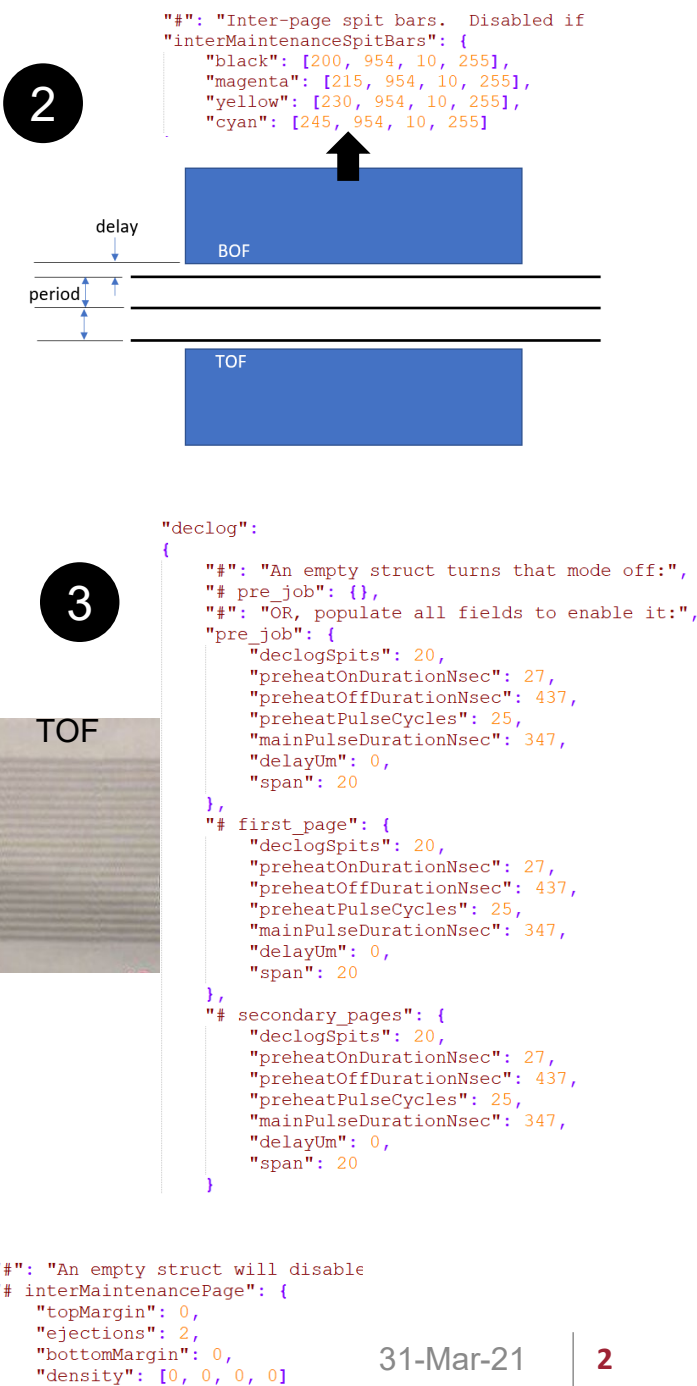 "#": "Inter-page spit bars.  Disabled if
"interMaintenanceSpitBars": {
    "black": [200, 954, 10, 255],
    "magenta": [215, 954, 10, 255],
    "yellow": [230, 954, 10, 255],
    "cyan": [245, 954, 10, 255]
2
delay
BOF
period
TOF
"declog":
{
    "#": "An empty struct turns that mode off:",
    "# pre_job": {},
    "#": "OR, populate all fields to enable it:",
    "pre_job": {
        "declogSpits": 20,
        "preheatOnDurationNsec": 27,
        "preheatOffDurationNsec": 437,
        "preheatPulseCycles": 25,
        "mainPulseDurationNsec": 347,
        "delayUm": 0,
        "span": 20
    },
    "# first_page": {
        "declogSpits": 20,
        "preheatOnDurationNsec": 27,
        "preheatOffDurationNsec": 437,
        "preheatPulseCycles": 25,
        "mainPulseDurationNsec": 347,
        "delayUm": 0,
        "span": 20
    },
    "# secondary_pages": {
        "declogSpits": 20,
        "preheatOnDurationNsec": 27,
        "preheatOffDurationNsec": 437,
        "preheatPulseCycles": 25,
        "mainPulseDurationNsec": 347,
        "delayUm": 0,
        "span": 20
    }
3
TOF
#": "An empty struct will disable
# interMaintenancePage": {
    "topMargin": 0,
    "ejections": 2,
    "bottomMargin": 0,
    "density": [0, 0, 0, 0]
31-Mar-21
2